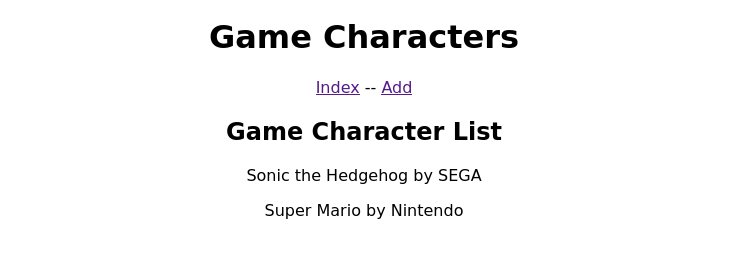 Game Characters
Index -- Add
Game Character List
Sonic the Hedgehog by SEGA
Super Mario by Nintendo